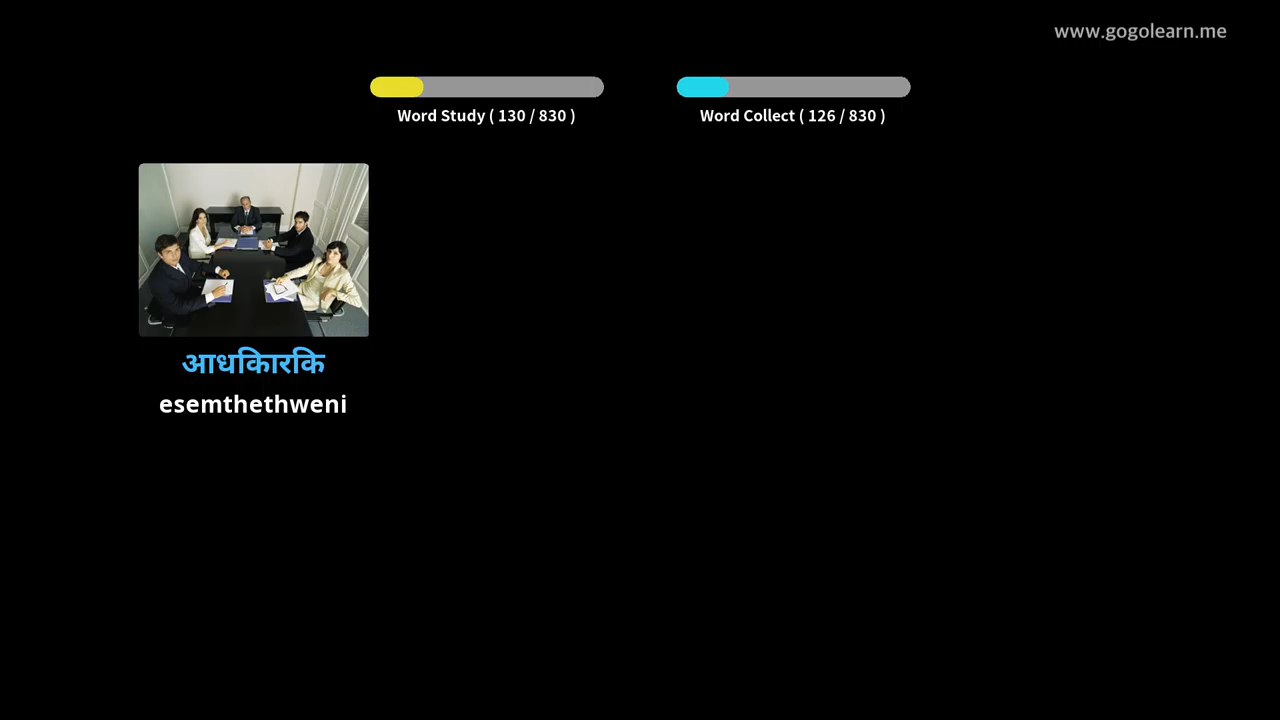 www.gogolearn.me
Word Study ( 130 / 830 )
Word Collect ( 126 / 830 )
आधकिारकि
esemthethweni